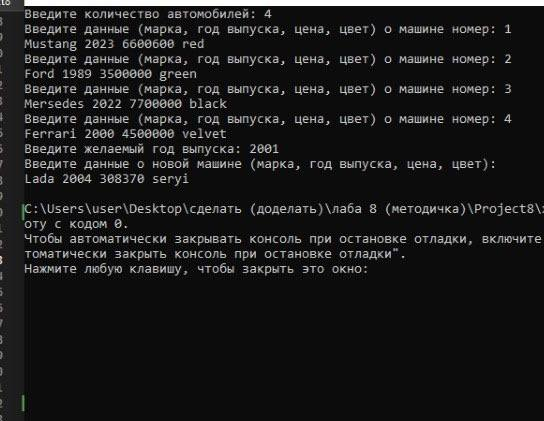 Введите количество автомобилей: 4
Введите данные (марка, год выпуска, цена, цвет) о машине номер: 1
Mustang 2023 6600600 red
Введите данные (марка, год выпуска, цена, цвет) о машине номер: 2
Ford 1989 3500000 green
Введите данные (марка, год выпуска, цена, цвет) о машине номер: 3
Mersedes 2022 7700000 black
Введите данные (марка, год выпуска, цена, цвет) о машине номер: 4
Ferrari 2000 4500000 velvet
Введите желаемый год выпуска: 2001
Введите данные о новой машине (марка, год выпуска, цена, цвет):
Lada 2004 308370 seryi
C:\Users\user\Desktop\сделать (доделать)\лаба 8 (методичка)\Project8\
оту с кодом 0.
Чтобы автоматически закрывать консоль при остановке отладки, включите
томатически закрыть консоль при остановке отладки".
Нажмите любую клавишу, чтобы закрыть это окно: